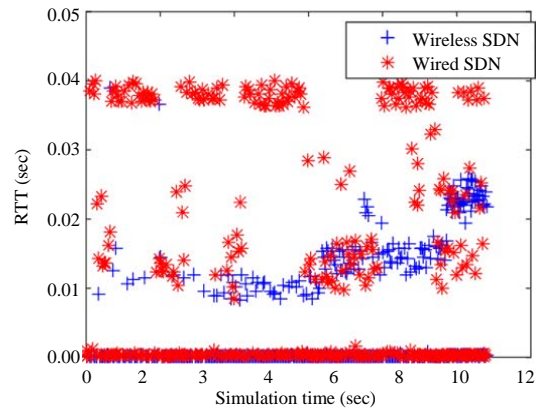 0.05
Wireless SDN
Wired SDN
0.04
0.03
RTT (sec)
0.02
0.01
0.00
0 2 3 4 6 8 10 12
Simulation time (sec)